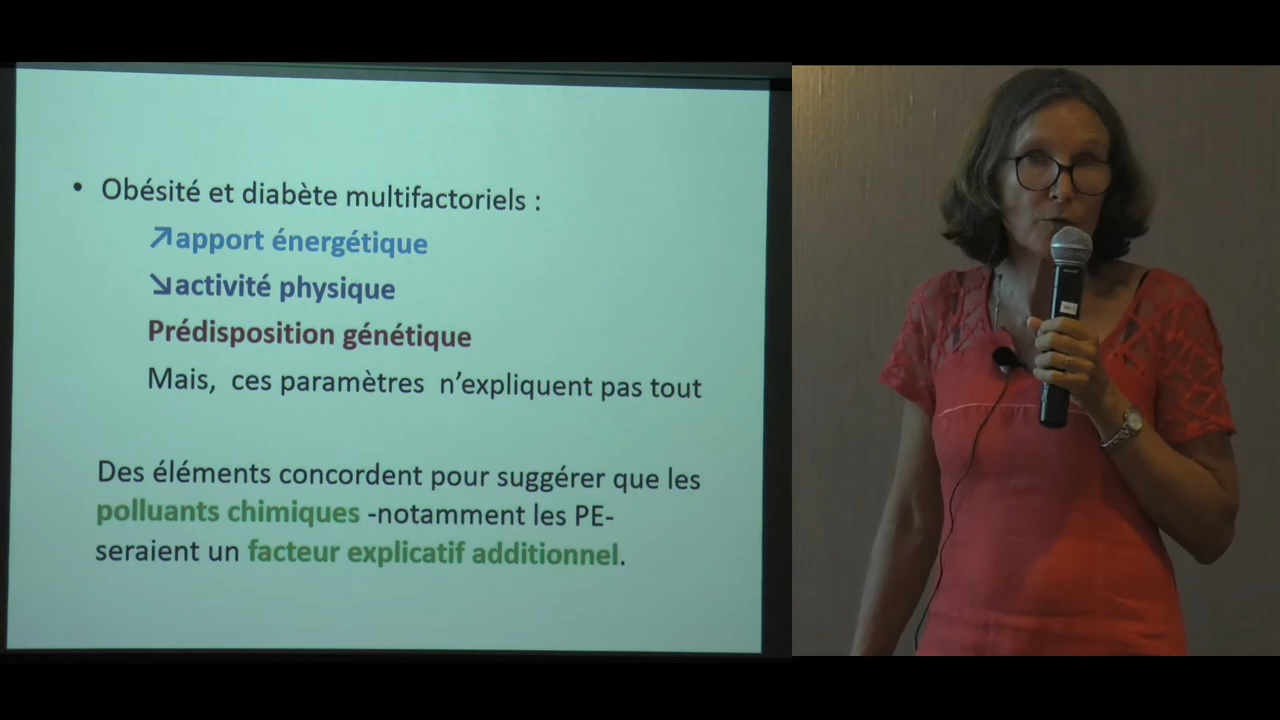 • Obésité et diabète multifactoriels :
↗apport énergétique
↘activité physique
Prédisposition génétique
Mais, ces paramètres n'expliquent pas tout
Des éléments concordent pour suggérer que les
polluants chimiques -notamment les PE-
seraient un facteur explicatif additionnel.